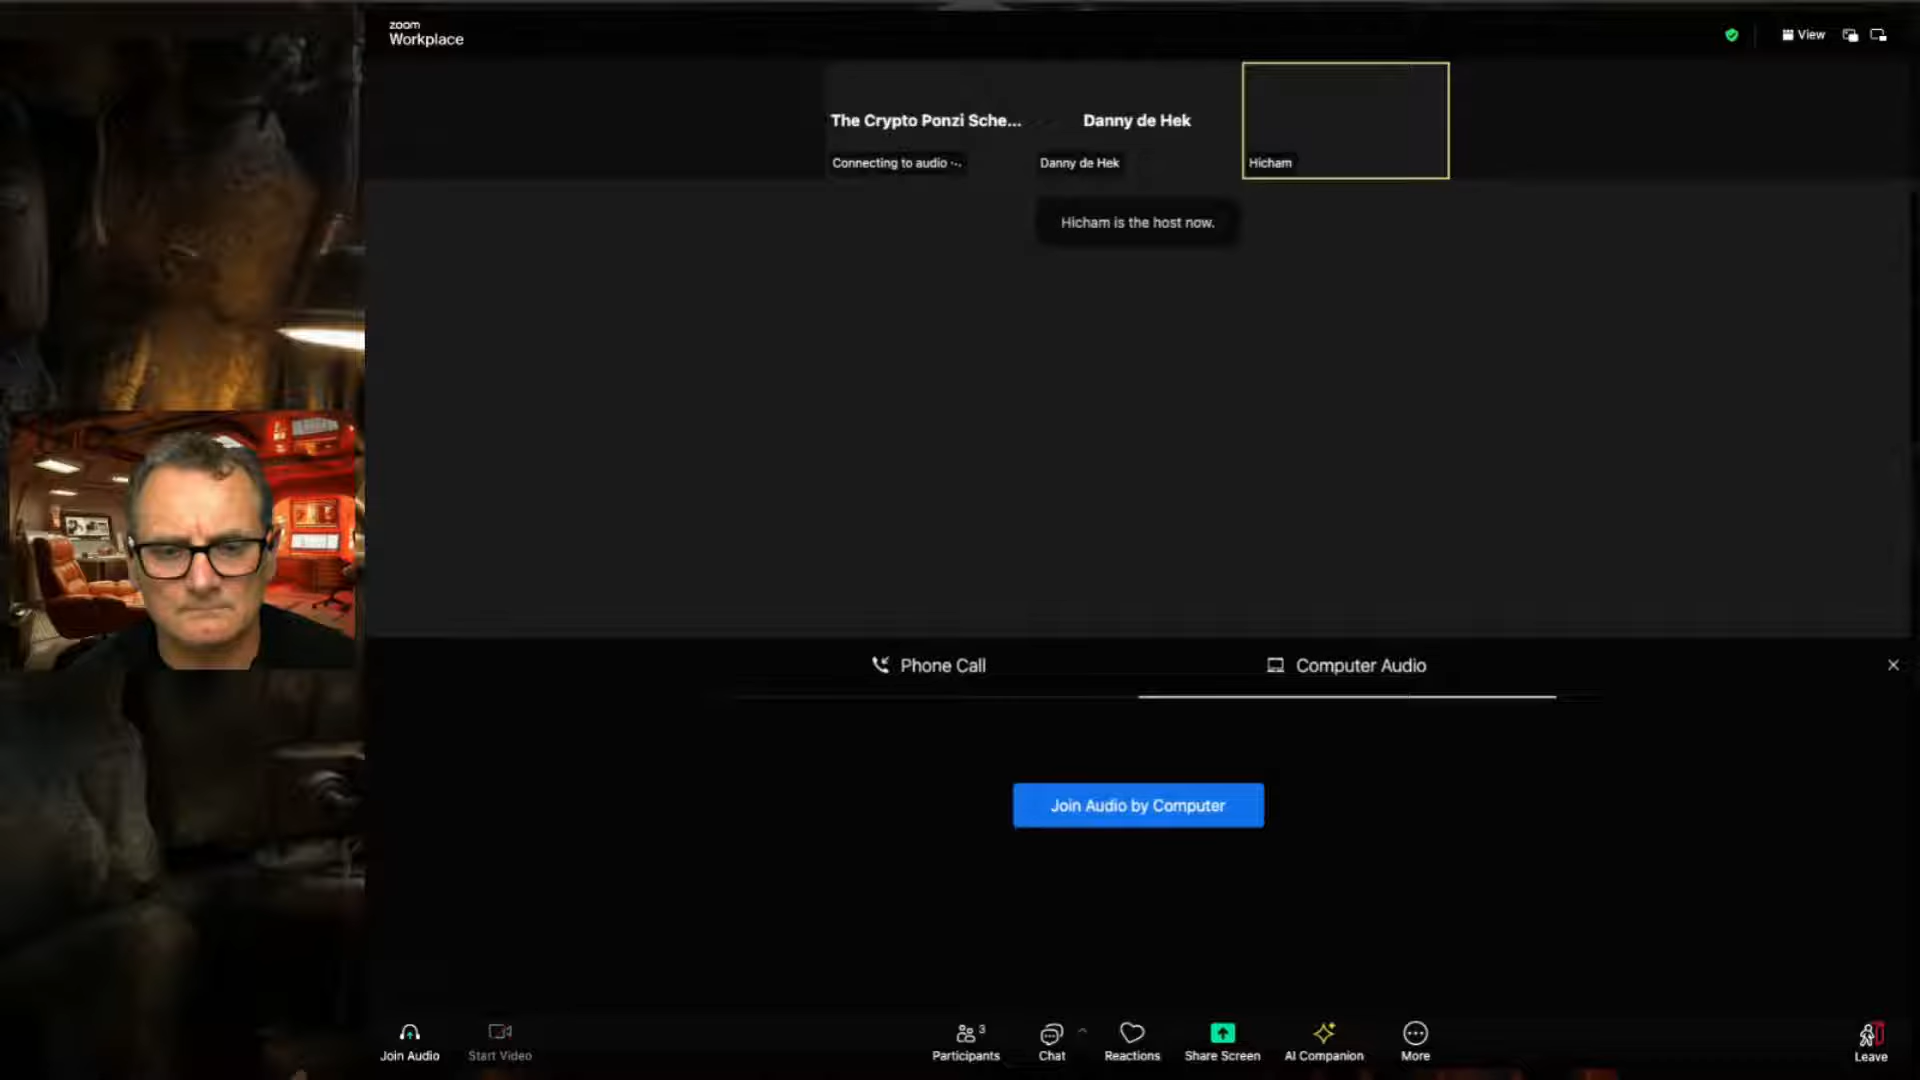 zoom
Workplace
View
The Crypto Ponzi Sche...
Danny de Hek
Connecting to audio ...
Danny de Hek
Hicham
Hicham is the host now.
Phone Call
Computer Audio
Join Audio by Computer
Join Audio
Start Video
3
Participants
Chat
Reactions
Share Screen
AI Companion
More
Leave